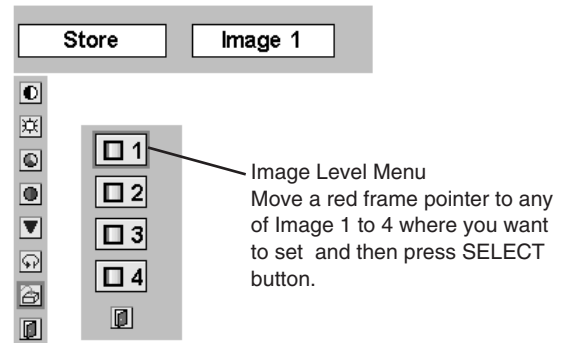 Store Image 1
1
2
3
4
Image Level Menu
Move a red frame pointer to any
of Image 1 to 4 where you want
to set and then press SELECT
button.